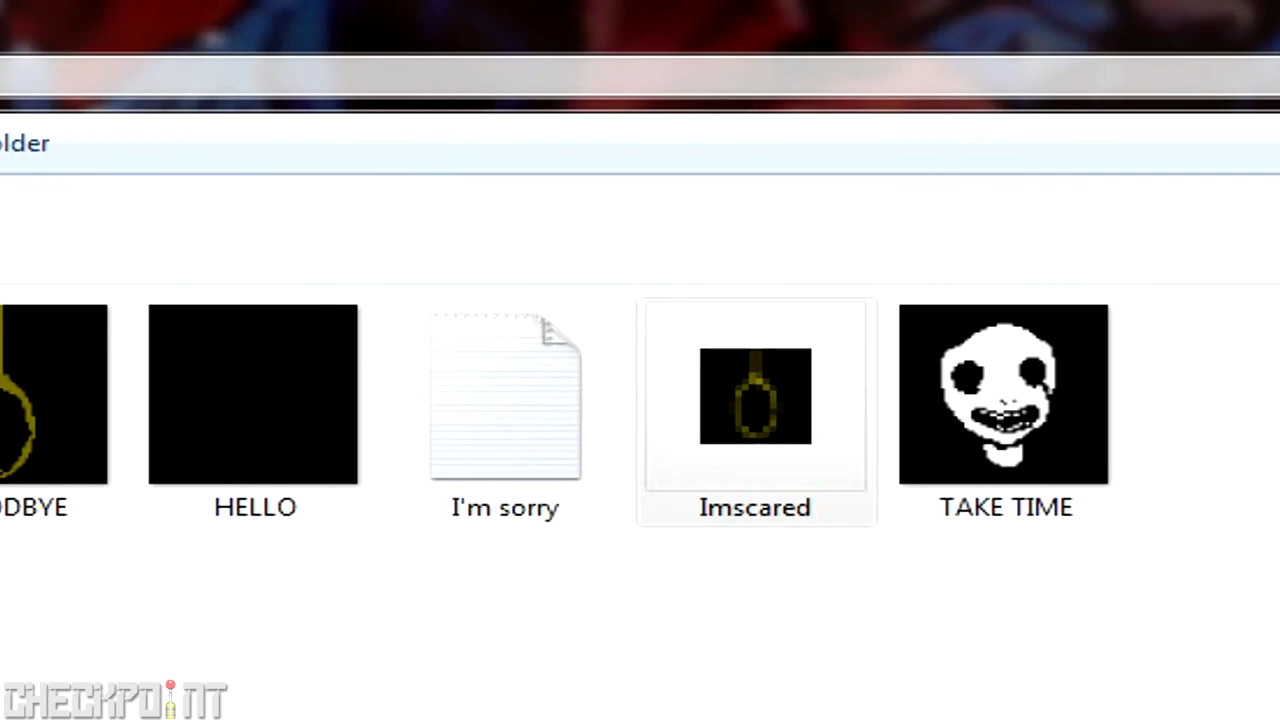 older
ODBYE
HELLO
I'm sorry
Imscared
TAKE TIME
CHECKPOINT